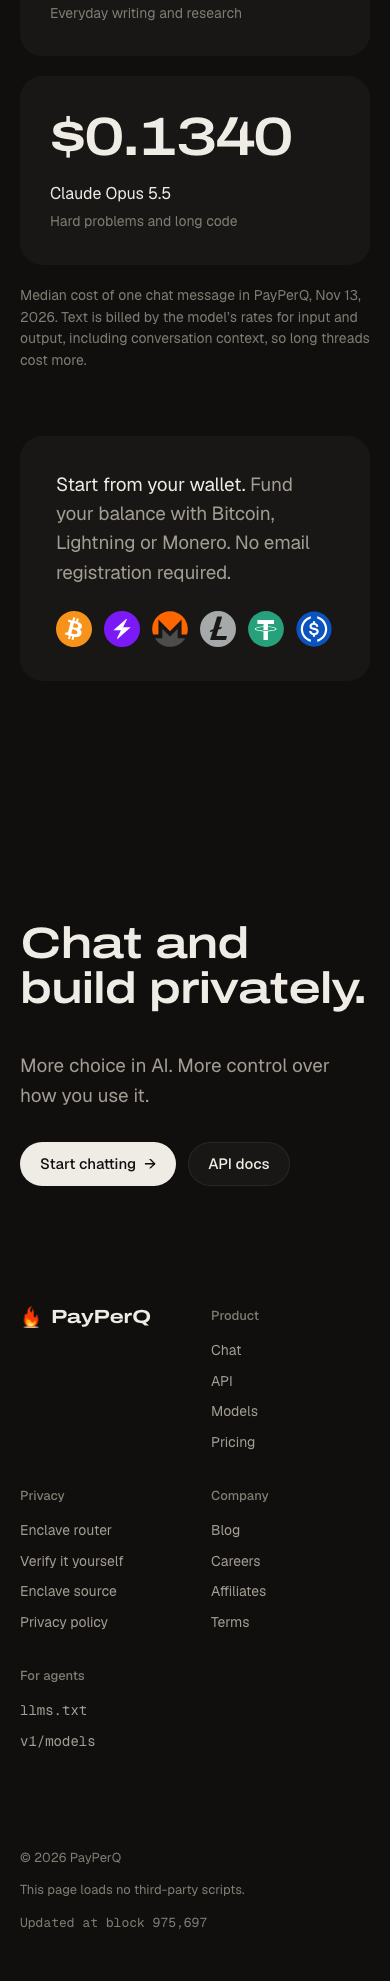 Everyday writing and research
$0.1340
Claude Opus 5.5
Hard problems and long code
Median cost of one chat message in PayPerQ, Nov 13,
2026. Text is billed by the model's rates for input and
output, including conversation context, so long threads
cost more.
Start from your wallet. Fund
your balance with Bitcoin,
Lightning or Monero. No email
registration required.
Chat and
build privately.
More choice in AI. More control over
how you use it.
Start chatting →
API docs
PayPerQ
Product
Chat
API
Models
Pricing
Privacy
Enclave router
Verify it yourself
Enclave source
Privacy policy
Company
Blog
Careers
Affiliates
Terms
For agents
llms.txt
v1/models
© 2026 PayPerQ
This page loads no third-party scripts.
Updated at block 975,697